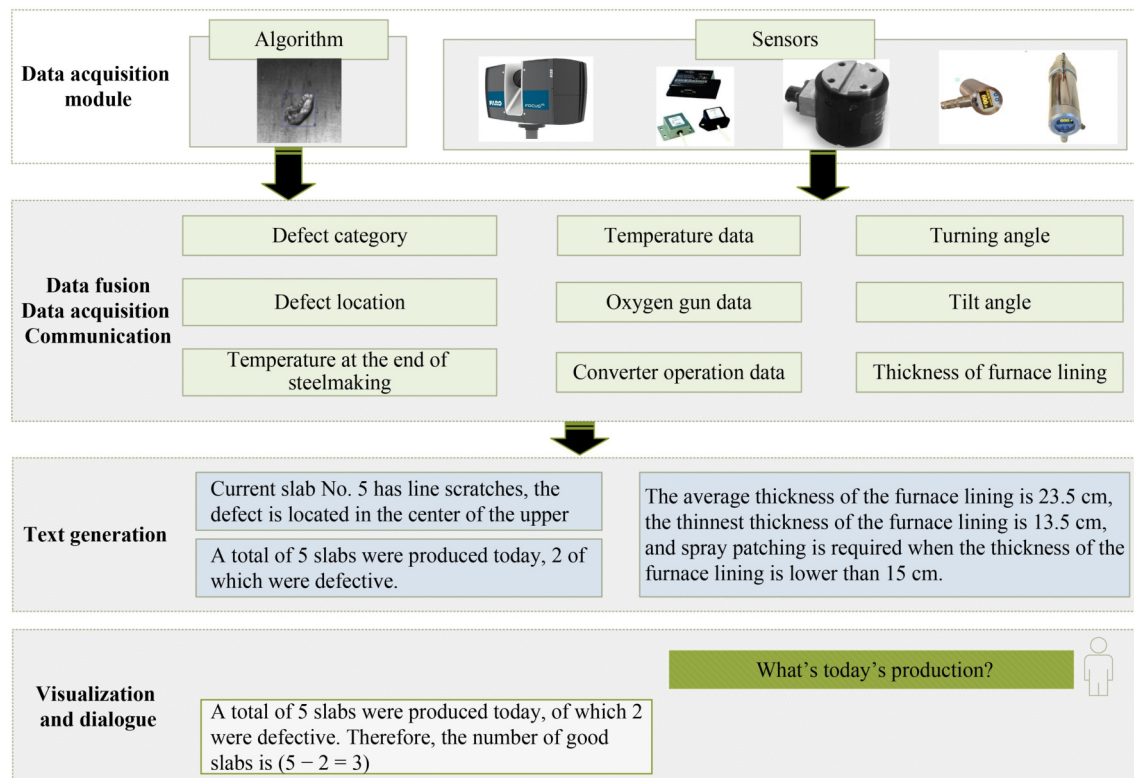 Algorithm
Sensors
Data acquisition
module
FARO
FOCUS
Defect category
Temperature data
Turning angle
Data fusion
Data acquisition
Communication
Defect location
Oxygen gun data
Tilt angle
Temperature at the end of
steelmaking
Converter operation data
Thickness of furnace lining
Text generation
Current slab No. 5 has line scratches, the
defect is located in the center of the upper
A total of 5 slabs were produced today, 2 of
which were defective.
The average thickness of the furnace lining is 23.5 cm,
the thinnest thickness of the furnace lining is 13.5 cm,
and spray patching is required when the thickness of the
furnace lining is lower than 15 cm.
What's today's production?
Visualization
and dialogue
A total of 5 slabs were produced today, of which 2
were defective. Therefore, the number of good
slabs is (5 − 2 = 3)